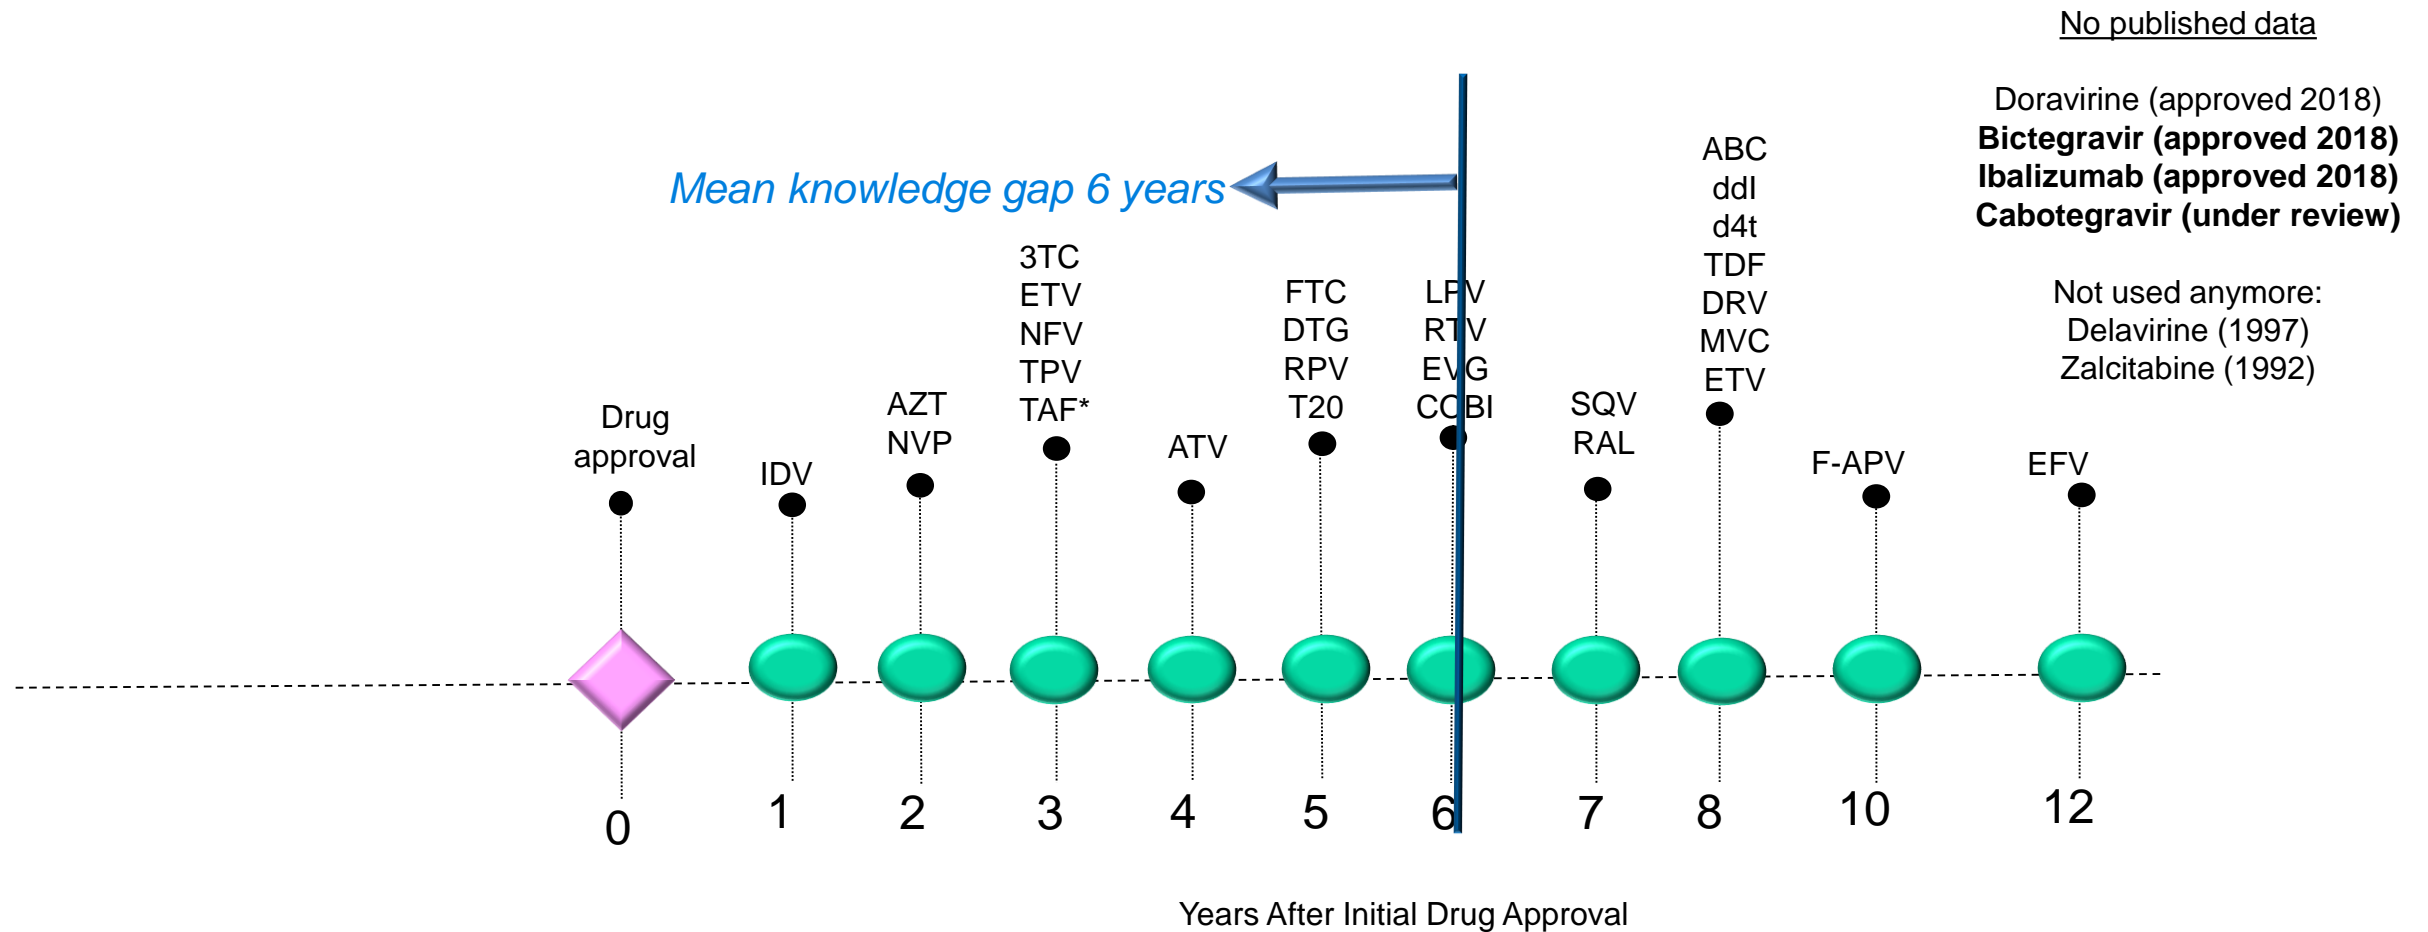 No published data
Doravirine (approved 2018)
Bictegravir (approved 2018)
Ibalizumab (approved 2018)
Cabotegravir (under review)
Not used anymore:
Delavirine (1997)
Zalcitabine (1992)
Mean knowledge gap 6 years
Drug
approval
IDV
AZT
NVP
3TC
ETV
NFV
TPV
TAF*
ATV
FTC
DTG
RPV
T20
LPV
RTV
EVG
COBI
SQV
RAL
ABC
ddI
d4t
TDF
DRV
MVC
ETV
F-APV
EFV
0
1
2
3
4
5
6
7
8
10
12
Years After Initial Drug Approval